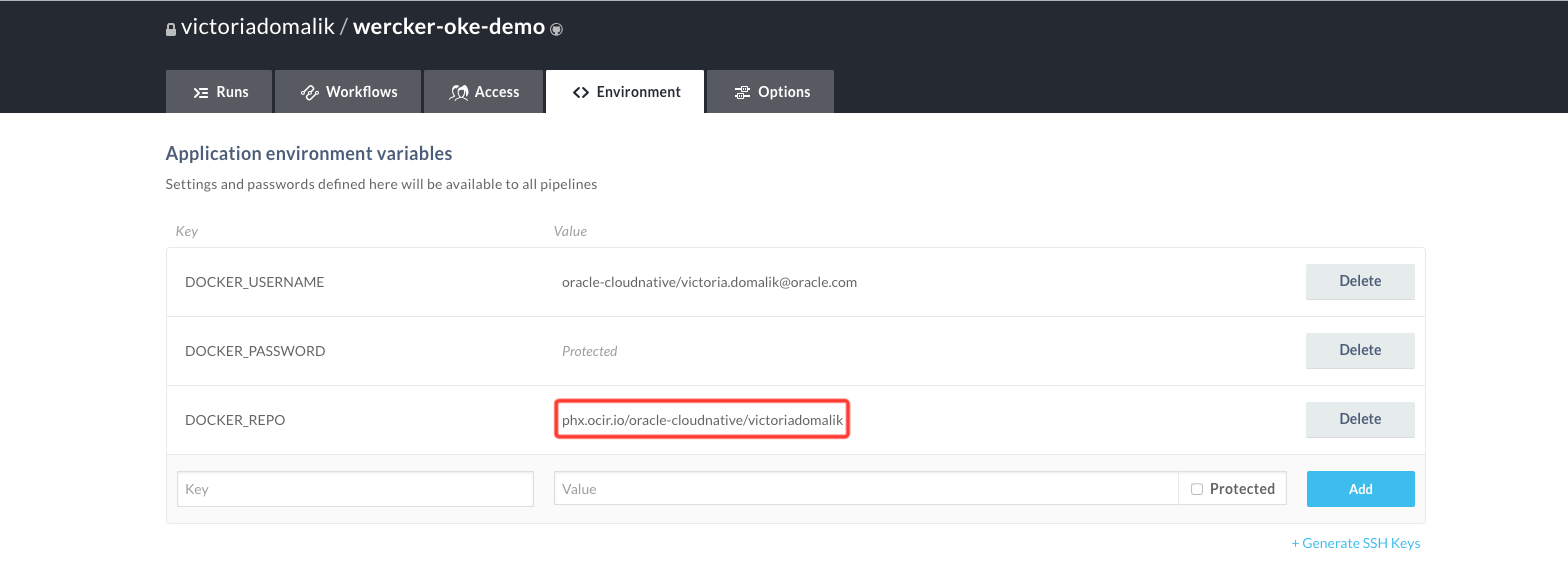 victoriadomalik / wercker-oke-demo
Runs Workflows Access Environment Options
Application environment variables
Settings and passwords defined here will be available to all pipelines
Key Value
DOCKER_USERNAME oracle-cloudnative/victoria.domalik@oracle.com Delete
DOCKER_PASSWORD Protected Delete
DOCKER_REPO phx.ocir.io/oracle-cloudnative/victoriadomalik Delete
Key Value Protected Add
+ Generate SSH Keys